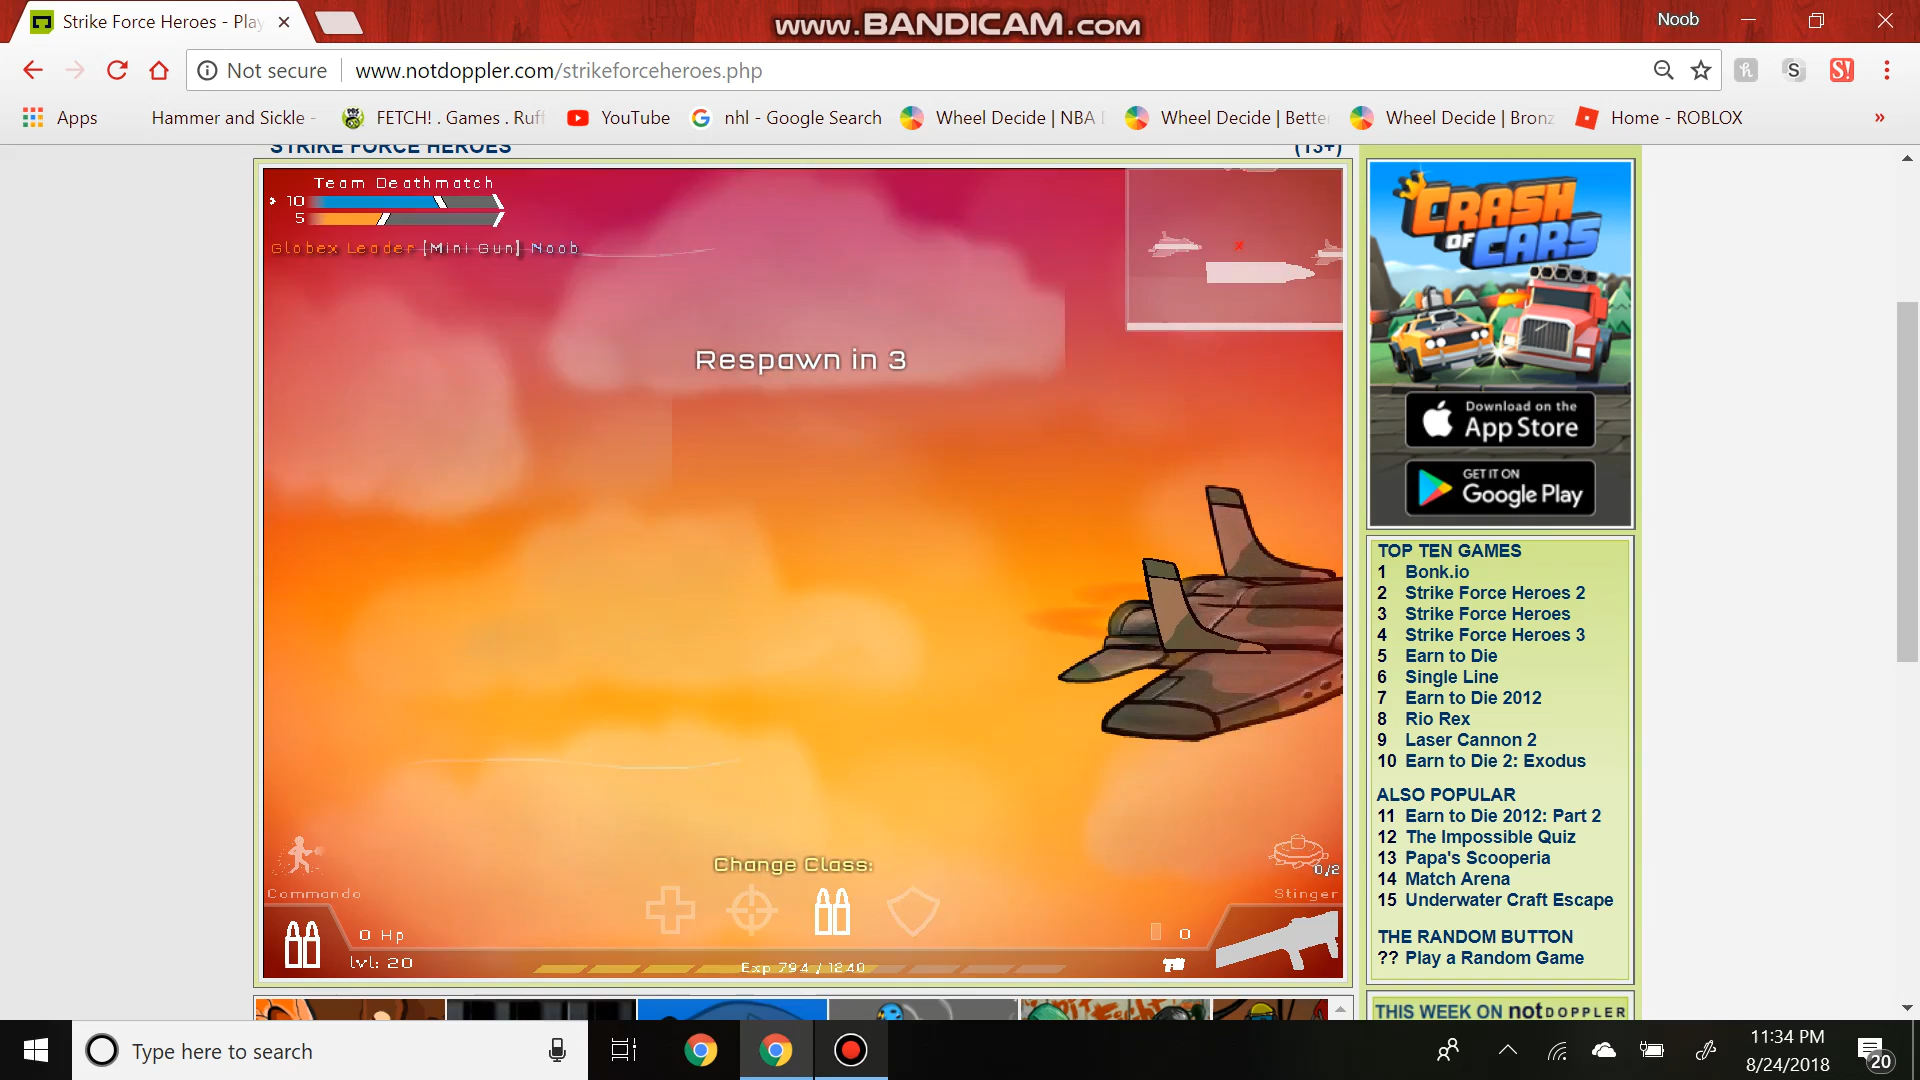 Strike Force Heroes - Play
www.BANDICAM.com
Noob
Not secure
www.notdoppler.com/strikeforceheroes.php
Apps
Hammer and Sickle -
FETCH! . Games . Ruff
YouTube
nhl - Google Search
Wheel Decide | NBA
Wheel Decide | Bette
Wheel Decide | Bronz
Home - ROBLOX
STRIKE FORCE HEROES
(13+)
Team Deathmatch
10
5
Globex Leader [Mini Gun] Noob
Respawn in 3
Change Class:
Commando
0 Hp
lvl: 20
Exp 794 / 1240
0/2
Stinger
0
CRASH
OF
CARS
Download on the
App Store
GET IT ON
Google Play
TOP TEN GAMES
1 Bonk.io
2 Strike Force Heroes 2
3 Strike Force Heroes
4 Strike Force Heroes 3
5 Earn to Die
6 Single Line
7 Earn to Die 2012
8 Rio Rex
9 Laser Cannon 2
10 Earn to Die 2: Exodus
ALSO POPULAR
11 Earn to Die 2012: Part 2
12 The Impossible Quiz
13 Papa's Scooperia
14 Match Arena
15 Underwater Craft Escape
THE RANDOM BUTTON
?? Play a Random Game
THIS WEEK ON notDOPPLER
Type here to search
11:34 PM
8/24/2018
20